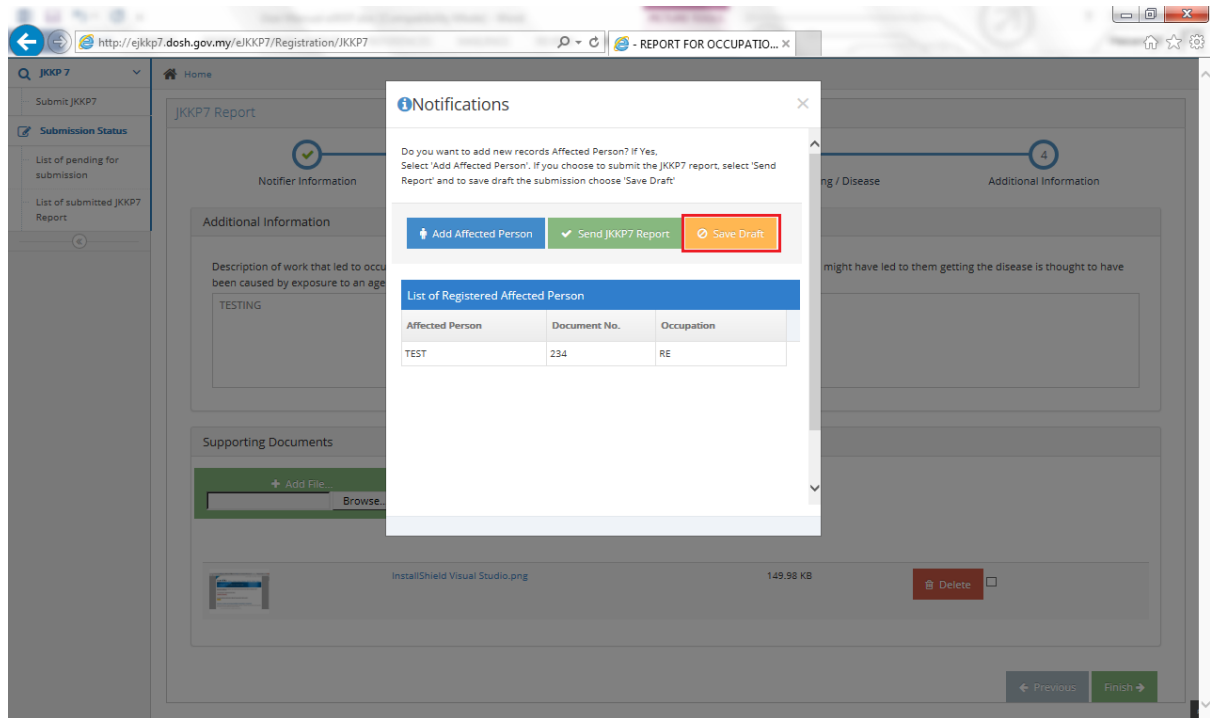 http://ejkkp7.dosh.gov.my/eJKKP7/Registration/JKKP7
- REPORT FOR OCCUPATIO...
JKKP 7
Submit JKKP7
Submission Status
List of pending for
submission
List of submitted JKKP7
Report
Home
JKKP7 Report
Notifier Information
ng / Disease
4
Additional Information
Additional Information
Description of work that led to occu
might have led to them getting the disease is thought to have
been caused by exposure to an age
TESTING
Notifications
Do you want to add new records Affected Person? If Yes,
Select 'Add Affected Person'. If you choose to submit the JKKP7 report, select 'Send
Report' and to save draft the submission choose 'Save Draft'
Add Affected Person
Send JKKP7 Report
Save Draft
List of Registered Affected Person
Affected Person Document No. Occupation
TEST 234 RE
Supporting Documents
+ Add File...
Browse..
InstallShield Visual Studio.png 149.98 KB
Delete
Previous
Finish